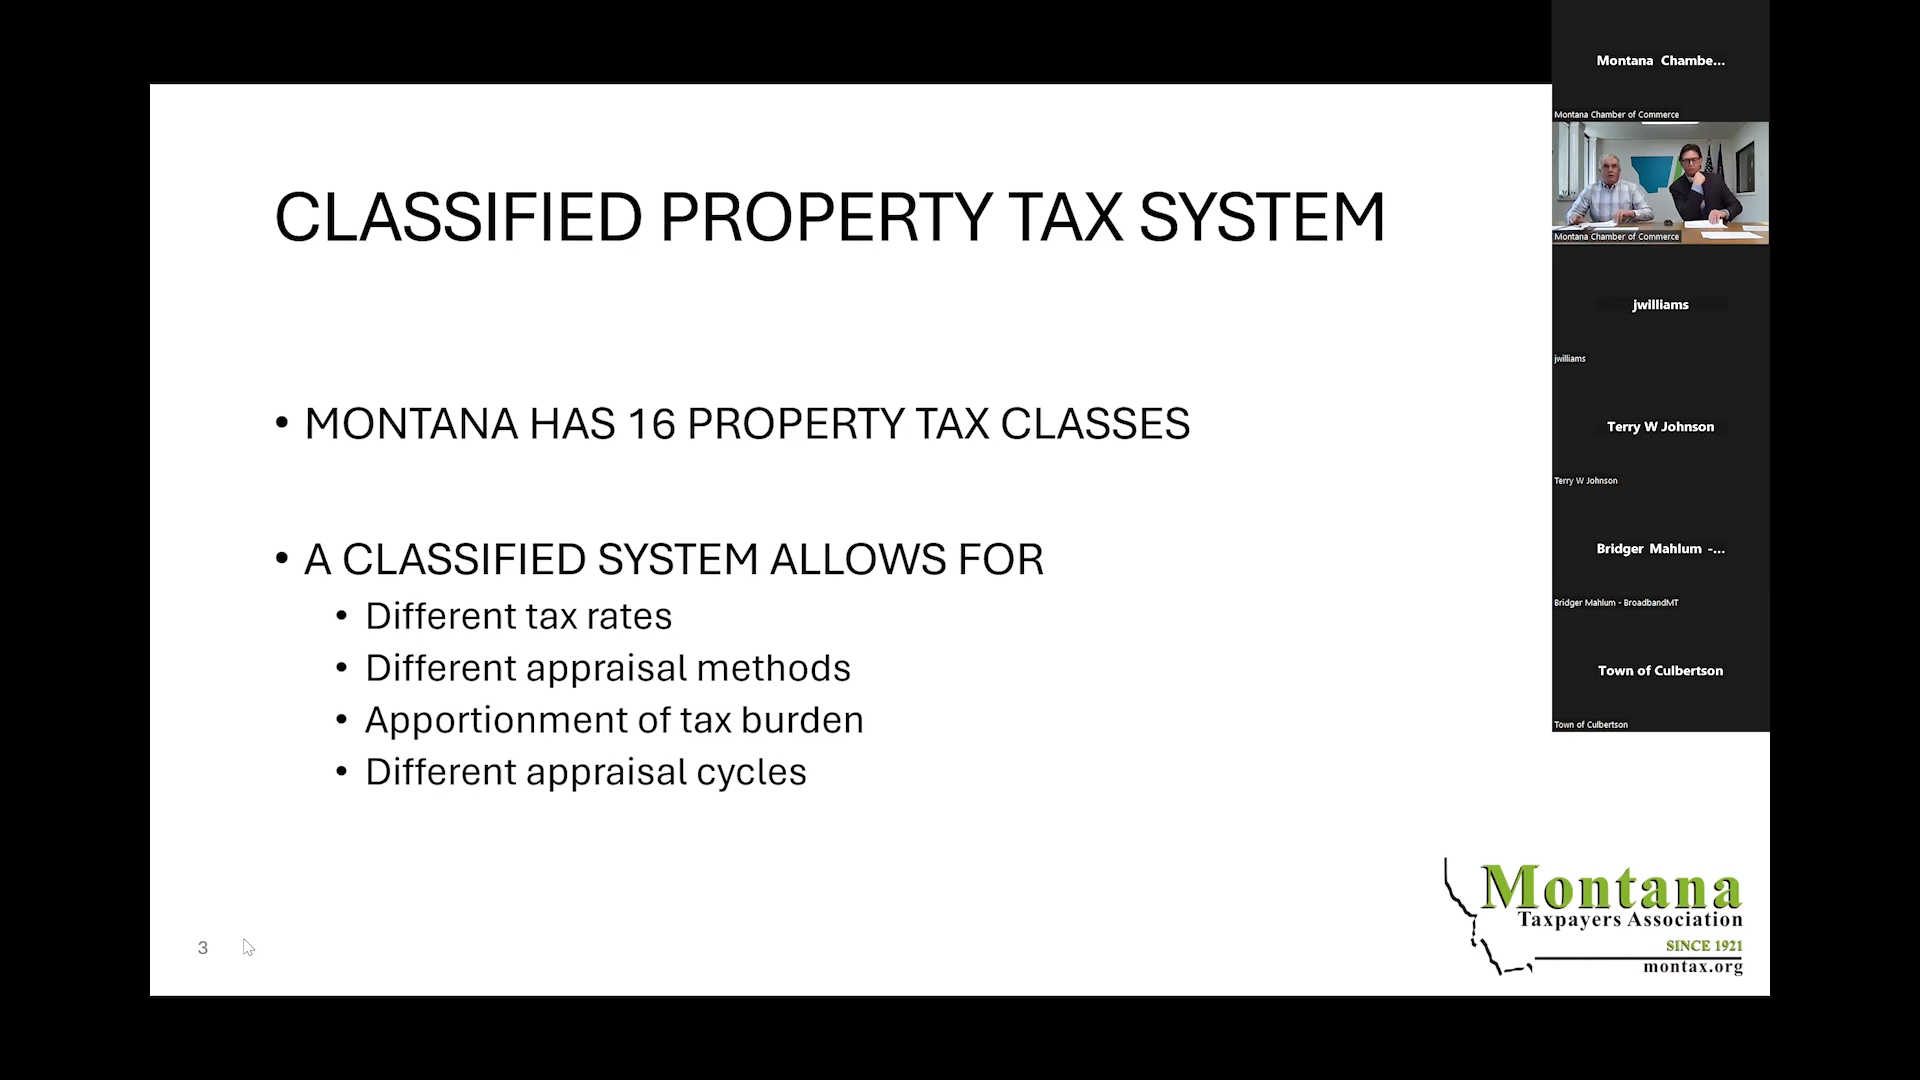 CLASSIFIED PROPERTY TAX SYSTEM
• MONTANA HAS 16 PROPERTY TAX CLASSES
• A CLASSIFIED SYSTEM ALLOWS FOR
• Different tax rates
• Different appraisal methods
• Apportionment of tax burden
• Different appraisal cycles
3
Montana
Taxpayers Association
SINCE 1921
montax.org
Montana Chambe...
Montana Chamber of Commerce
Montana Chamber of Commerce
jwilliams
jwilliams
Terry W Johnson
Terry W Johnson
Bridger Mahlum -...
Bridger Mahlum - BroadbandMT
Town of Culbertson
Town of Culbertson